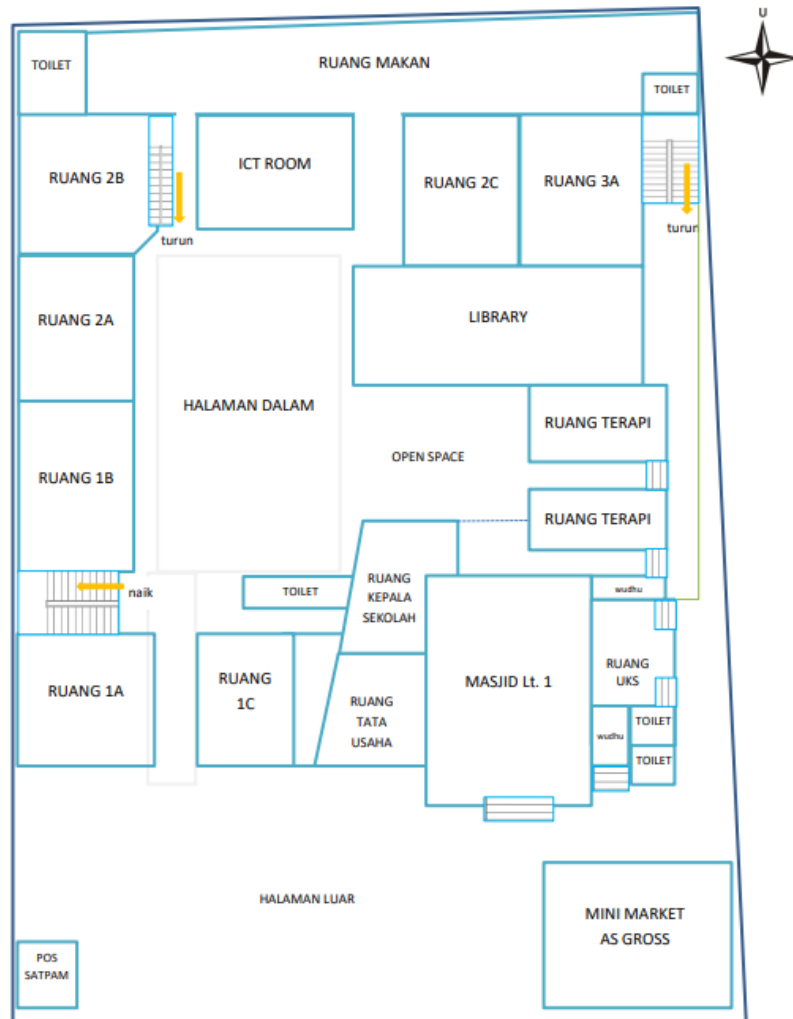 U
TOILET
RUANG MAKAN
TOILET
RUANG 2B
ICT ROOM
RUANG 2C
RUANG 3A
turun
turun
RUANG 2A
LIBRARY
HALAMAN DALAM
RUANG TERAPI
OPEN SPACE
RUANG 1B
RUANG TERAPI
naik
TOILET
RUANG
KEPALA
SEKOLAH
wudhu
RUANG 1A
RUANG
1C
RUANG
TATA
USAHA
MASJID Lt. 1
RUANG
UKS
wudhu
TOILET
TOILET
HALAMAN LUAR
MINI MARKET
AS GROSS
POS
SATPAM